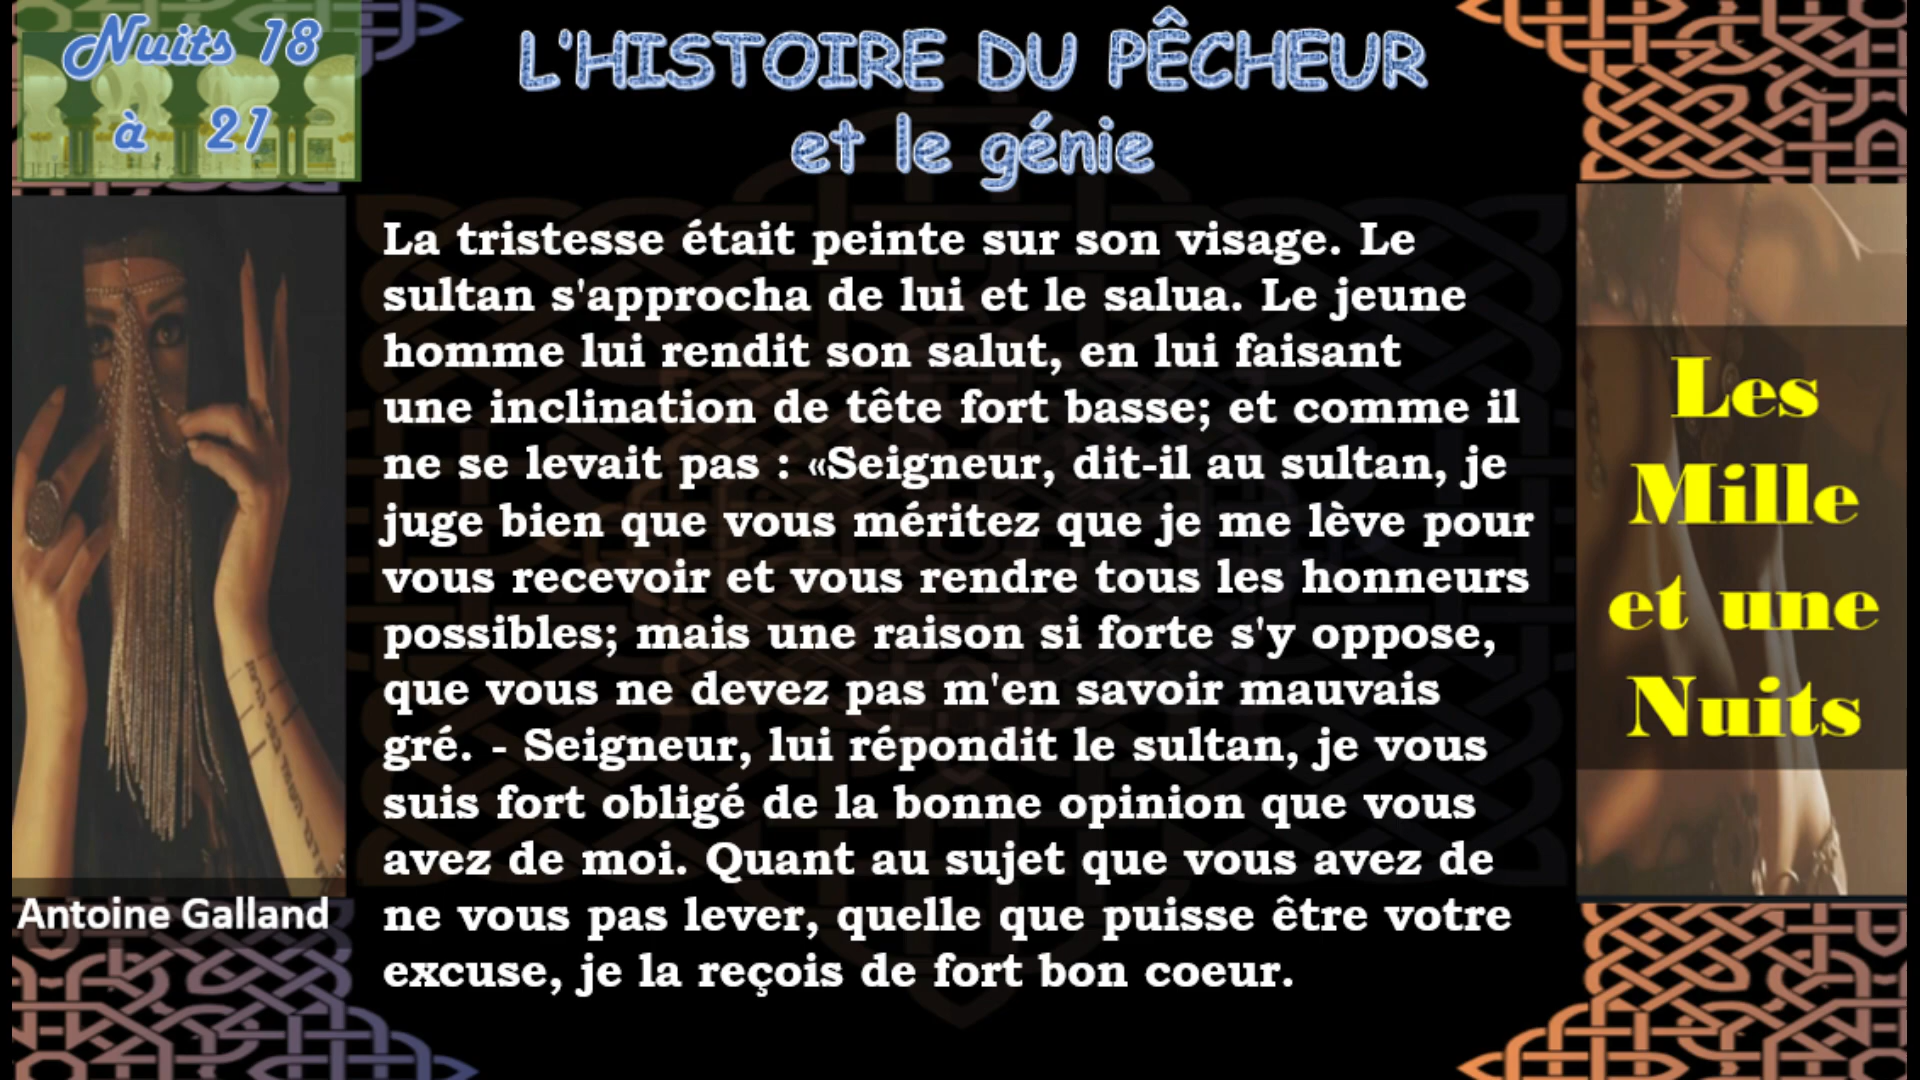 Nuits 18
à 21
L'HISTOIRE DU PÊCHEUR
et le génie
La tristesse était peinte sur son visage. Le
sultan s'approcha de lui et le salua. Le jeune
homme lui rendit son salut, en lui faisant
une inclination de tête fort basse; et comme il
ne se levait pas : «Seigneur, dit-il au sultan, je
juge bien que vous méritez que je me lève pour
vous recevoir et vous rendre tous les honneurs
possibles; mais une raison si forte s'y oppose,
que vous ne devez pas m'en savoir mauvais
gré. - Seigneur, lui répondit le sultan, je vous
suis fort obligé de la bonne opinion que vous
avez de moi. Quant au sujet que vous avez de
ne vous pas lever, quelle que puisse être votre
excuse, je la reçois de fort bon coeur.
Antoine Galland
Les
Mille
et une
Nuits